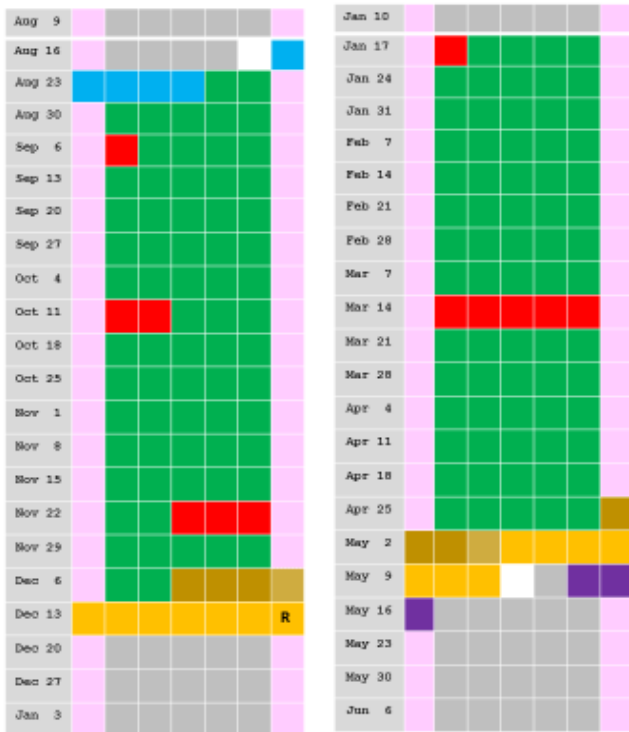 Aug 9
Aug 16
Aug 23
Aug 30
Sep 6
Sep 13
Sep 20
Sep 27
Oct 4
Oct 11
Oct 18
Oct 25
Nov 1
Nov 8
Nov 15
Nov 22
Nov 29
Dec 6
Dec 13 R
Dec 20
Dec 27
Jan 3
Jan 10
Jan 17
Jan 24
Jan 31
Feb 7
Feb 14
Feb 21
Feb 28
Mar 7
Mar 14
Mar 21
Mar 28
Apr 4
Apr 11
Apr 18
Apr 25
May 2
May 9
May 16
May 23
May 30
Jun 6